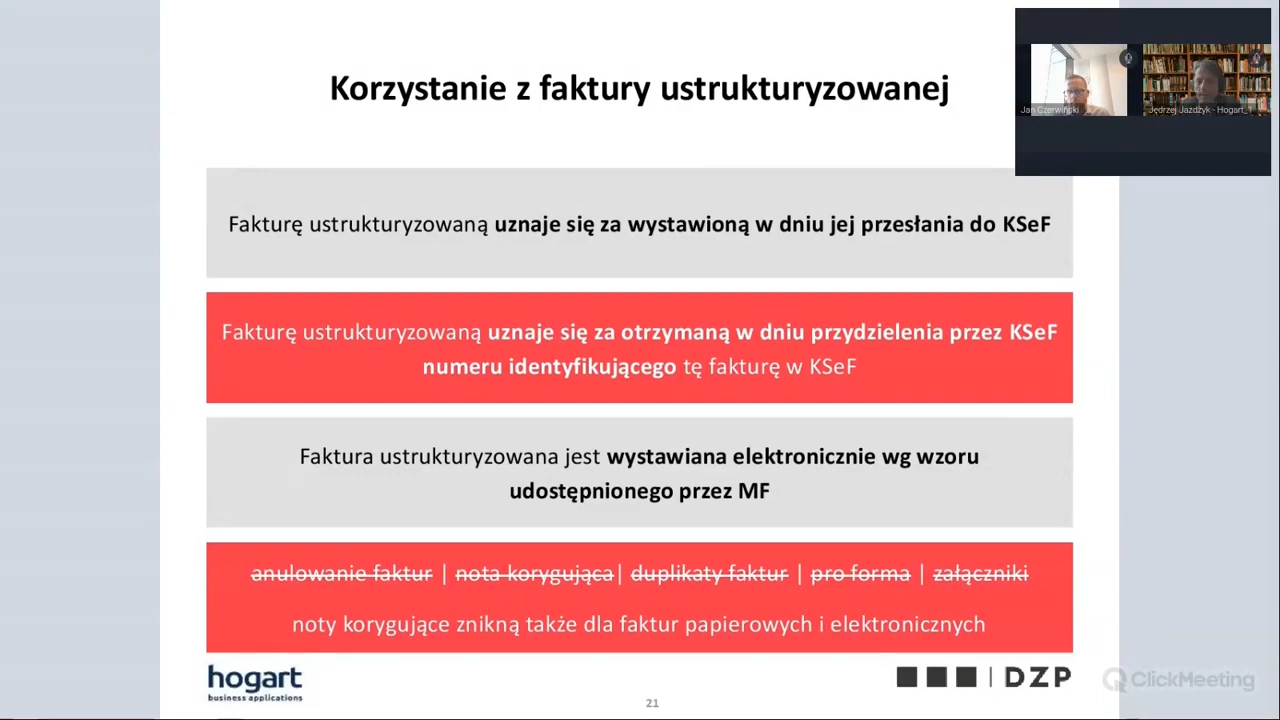 Korzystanie z faktury ustrukturyzowanej
Jan Czerwiński
Jędrzej Jażdżyk - Hogart_1
Fakturę ustrukturyzowaną uznaje się za wystawioną w dniu jej przesłania do KSeF
Fakturę ustrukturyzowaną uznaje się za otrzymaną w dniu przydzielenia przez KSeF
numeru identyfikującego tę fakturę w KSeF
Faktura ustrukturyzowana jest wystawiana elektronicznie wg wzoru
udostępnionego przez MF
anulowanie faktur | nota korygująca| duplikaty faktur | pro forma | załączniki
noty korygujące znikną także dla faktur papierowych i elektronicznych
hogart
business applications
21
DZP
ClickMeeting